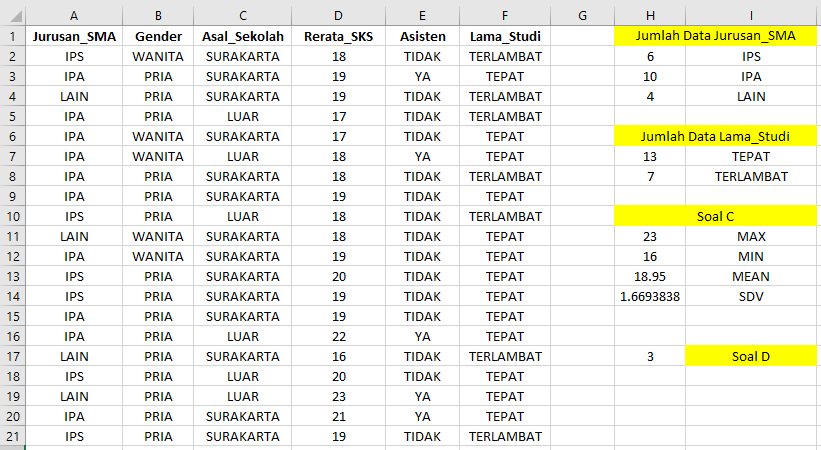 A B C D E F G H I
1 Jurusan_SMA Gender Asal_Sekolah Rerata_SKS Asisten Lama_Studi Jumlah Data Jurusan_SMA
2 IPS WANITA SURAKARTA 18 TIDAK TERLAMBAT 6 IPS
3 IPA PRIA SURAKARTA 19 YA TEPAT 10 IPA
4 LAIN PRIA SURAKARTA 19 TIDAK TERLAMBAT 4 LAIN
5 IPA PRIA LUAR 17 TIDAK TERLAMBAT
6 IPA WANITA SURAKARTA 17 TIDAK TEPAT Jumlah Data Lama_Studi
7 IPA WANITA LUAR 18 YA TEPAT 13 TEPAT
8 IPA PRIA SURAKARTA 18 TIDAK TERLAMBAT 7 TERLAMBAT
9 IPA PRIA SURAKARTA 19 TIDAK TEPAT
10 IPS PRIA LUAR 18 TIDAK TERLAMBAT Soal C
11 LAIN WANITA SURAKARTA 18 TIDAK TEPAT 23 MAX
12 IPA WANITA SURAKARTA 19 TIDAK TEPAT 16 MIN
13 IPS PRIA SURAKARTA 20 TIDAK TEPAT 18.95 MEAN
14 IPS PRIA SURAKARTA 19 TIDAK TEPAT 1.6693838 SDV
15 IPA PRIA SURAKARTA 19 TIDAK TEPAT
16 IPA PRIA LUAR 22 YA TEPAT
17 LAIN PRIA SURAKARTA 16 TIDAK TERLAMBAT 3 Soal D
18 IPS PRIA LUAR 20 TIDAK TEPAT
19 LAIN PRIA LUAR 23 YA TEPAT
20 IPA PRIA SURAKARTA 21 YA TEPAT
21 IPS PRIA SURAKARTA 19 TIDAK TERLAMBAT